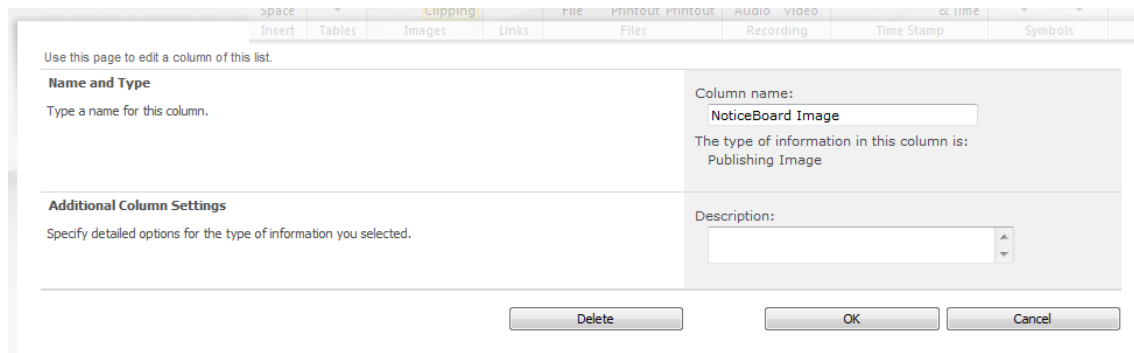 Space Clipping File Printout Printout Audio Video & Time
Insert Tables Images Links Files Recording Time Stamp Symbols
Use this page to edit a column of this list.
Name and Type
Type a name for this column.
Column name:
NoticeBoard Image
The type of information in this column is:
Publishing Image
Additional Column Settings
Specify detailed options for the type of information you selected.
Description:
Delete OK Cancel